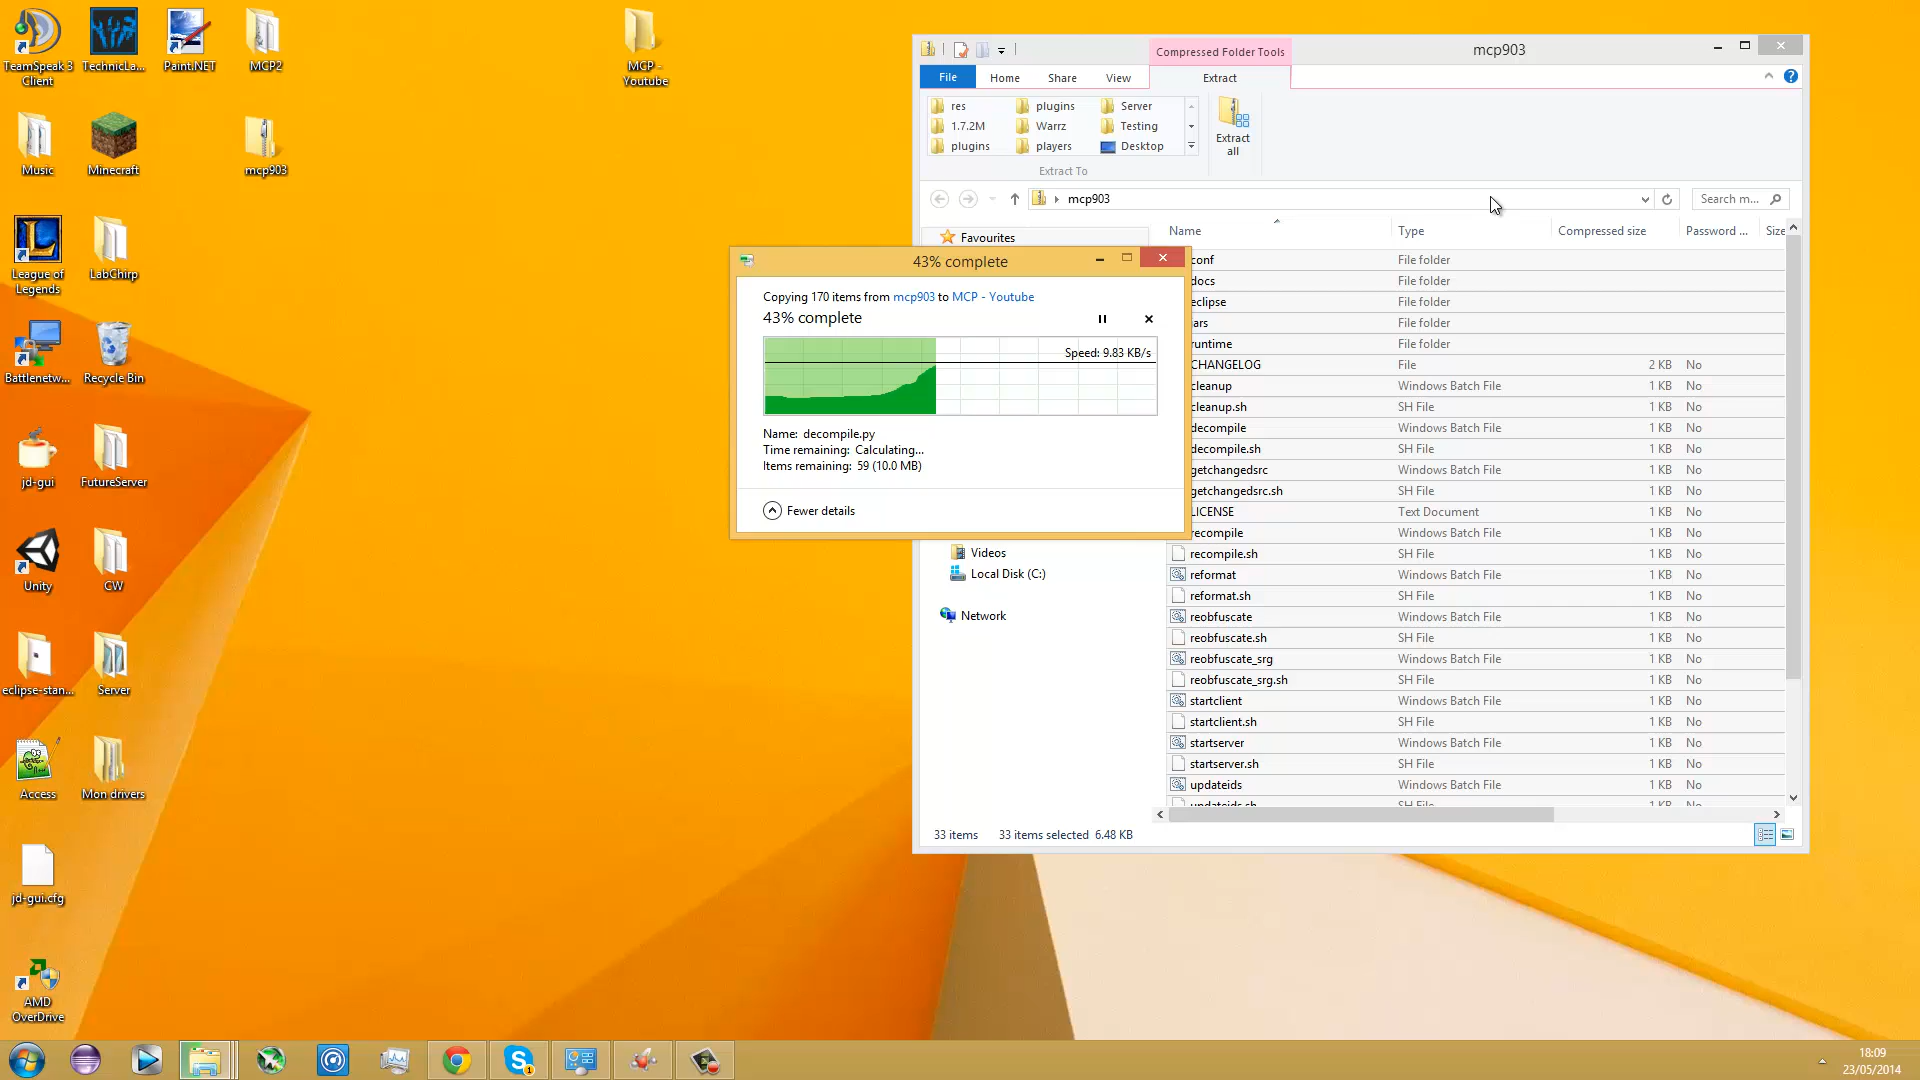 TeamSpeak 3
Client
TechnicLa...
Paint.NET
MCP2
MCP -
Youtube
Music
Minecraft
mcp903
League of
Legends
LabChirp
Battlenetw...
Recycle Bin
jd-gui
FutureServer
Unity
CW
eclipse-stan...
Server
Access
Mon drivers
jd-gui.cfg
AMD
OverDrive
Compressed Folder Tools
mcp903
File
Home
Share
View
Extract
res
plugins
Server
1.7.2M
Warrz
Testing
plugins
players
Desktop
Extract
all
Extract To
mcp903
Search m...
Name
Type
Compressed size
Password ...
Size
Favourites
conf
File folder
docs
File folder
eclipse
File folder
ars
File folder
runtime
File folder
CHANGELOG
File
2 KB
No
cleanup
Windows Batch File
1 KB
No
cleanup.sh
SH File
1 KB
No
decompile
Windows Batch File
1 KB
No
decompile.sh
SH File
1 KB
No
getchangedsrc
Windows Batch File
1 KB
No
getchangedsrc.sh
SH File
1 KB
No
LICENSE
Text Document
1 KB
No
recompile
Windows Batch File
1 KB
No
recompile.sh
SH File
1 KB
No
reformat
Windows Batch File
1 KB
No
reformat.sh
SH File
1 KB
No
reobfuscate
Windows Batch File
1 KB
No
reobfuscate.sh
SH File
1 KB
No
reobfuscate_srg
Windows Batch File
1 KB
No
reobfuscate_srg.sh
SH File
1 KB
No
startclient
Windows Batch File
1 KB
No
startclient.sh
SH File
1 KB
No
startserver
Windows Batch File
1 KB
No
startserver.sh
SH File
1 KB
No
updateids
Windows Batch File
1 KB
No
updateids.sh
SH File
1 KB
No
Videos
Local Disk (C:)
Network
33 items
33 items selected 6.48 KB
43% complete
Copying 170 items from mcp903 to MCP - Youtube
43% complete
Speed: 9.83 KB/s
Name: decompile.py
Time remaining: Calculating...
Items remaining: 59 (10.0 MB)
Fewer details
18:09
23/05/2014